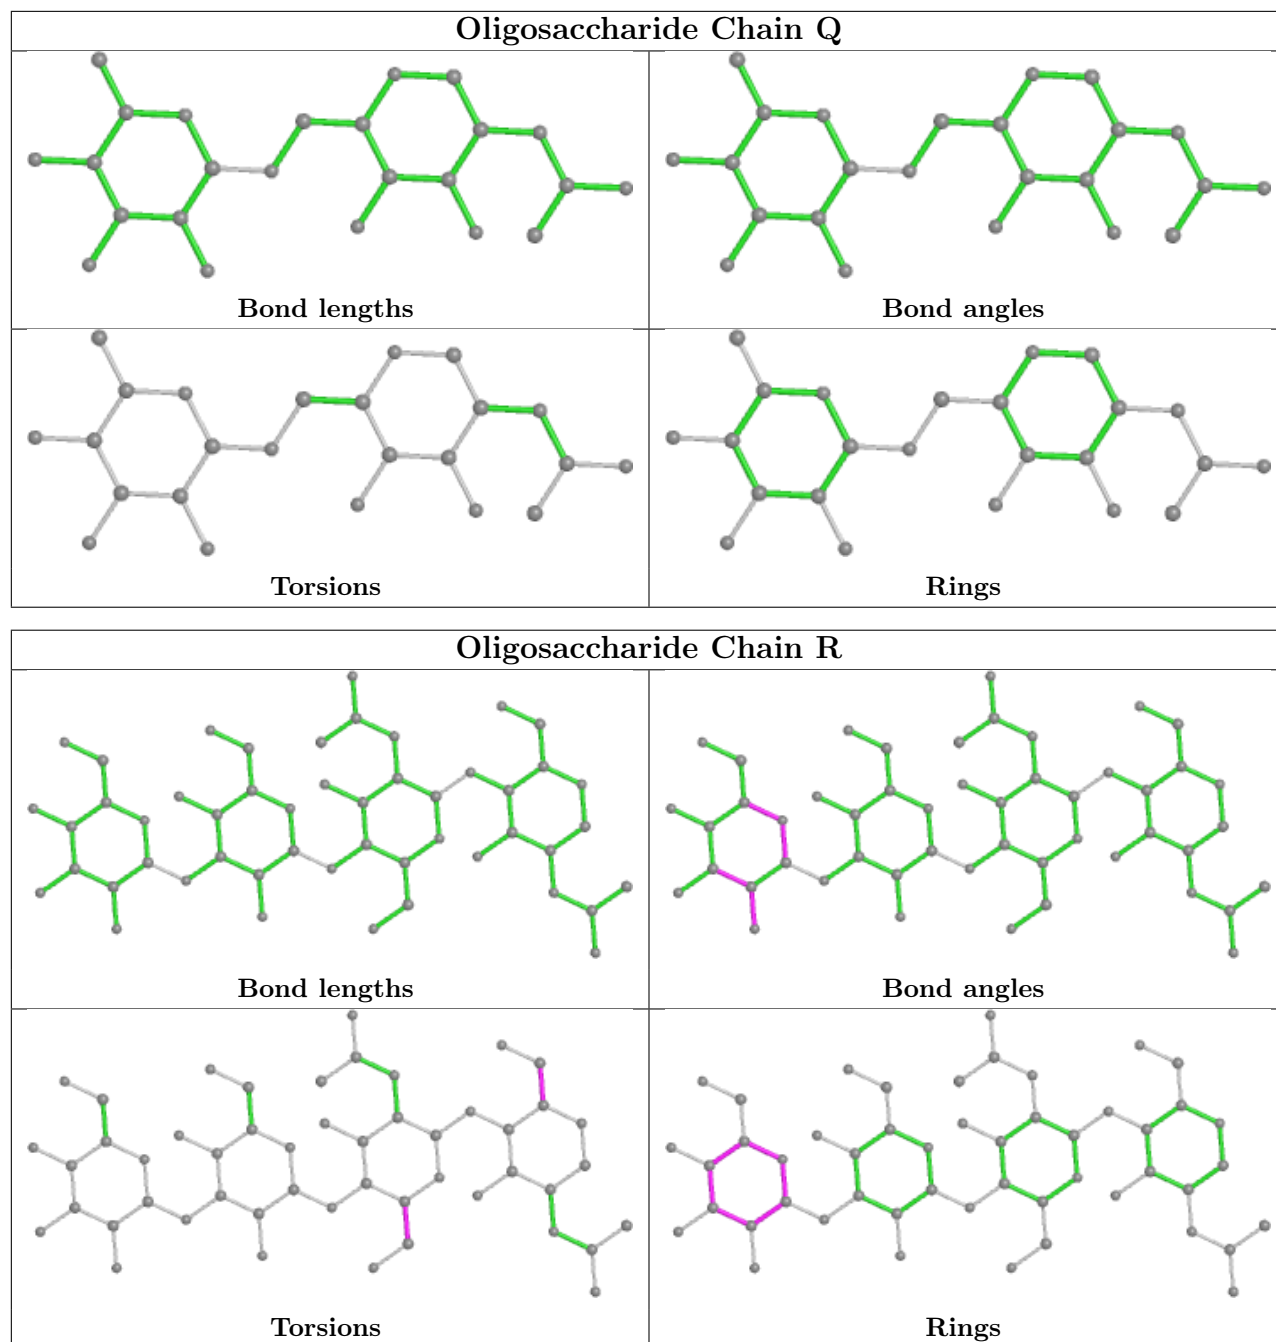 Oligosaccharide Chain Q
Bond lengths
Bond angles
Torsions
Rings
Oligosaccharide Chain R
Bond lengths
Bond angles
Torsions
Rings